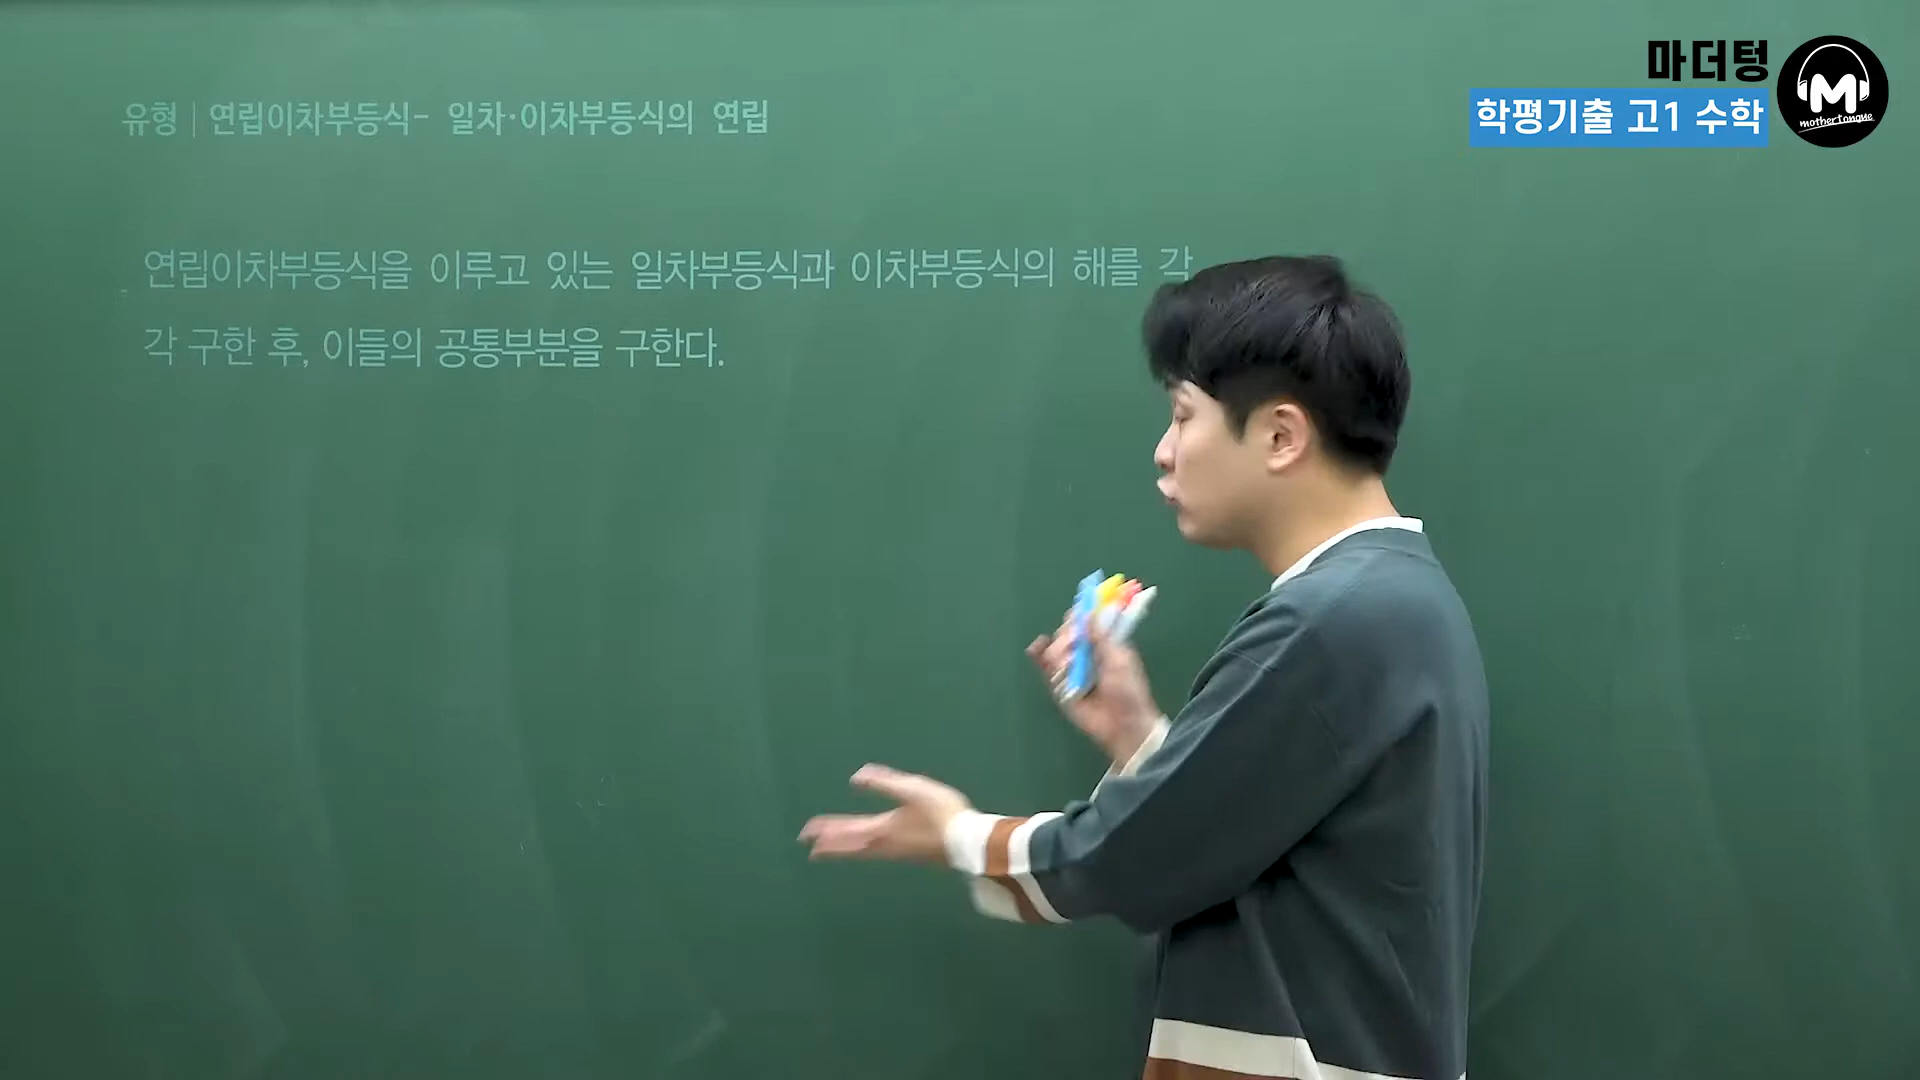 마더텅
학평기출 고1 수학
mothertongue
유형 | 연립이차부등식- 일차·이차부등식의 연립
연립이차부등식을 이루고 있는 일차부등식과 이차부등식의 해를 각
각 구한 후, 이들의 공통부분을 구한다.